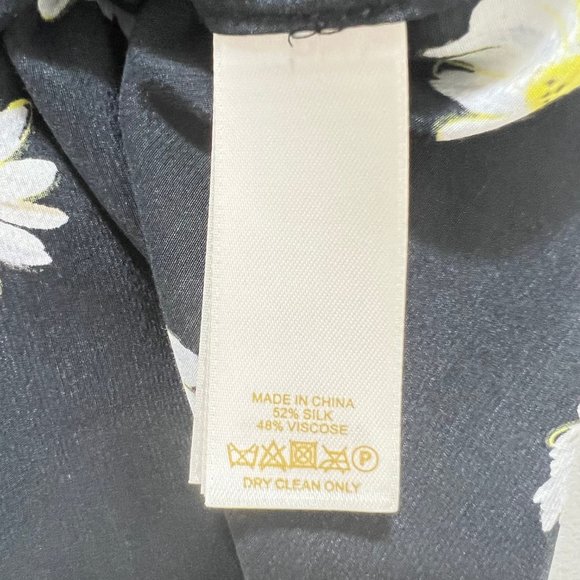 MADE IN CHINA
52% SILK
48% VISCOSE
P
DRY CLEAN ONLY